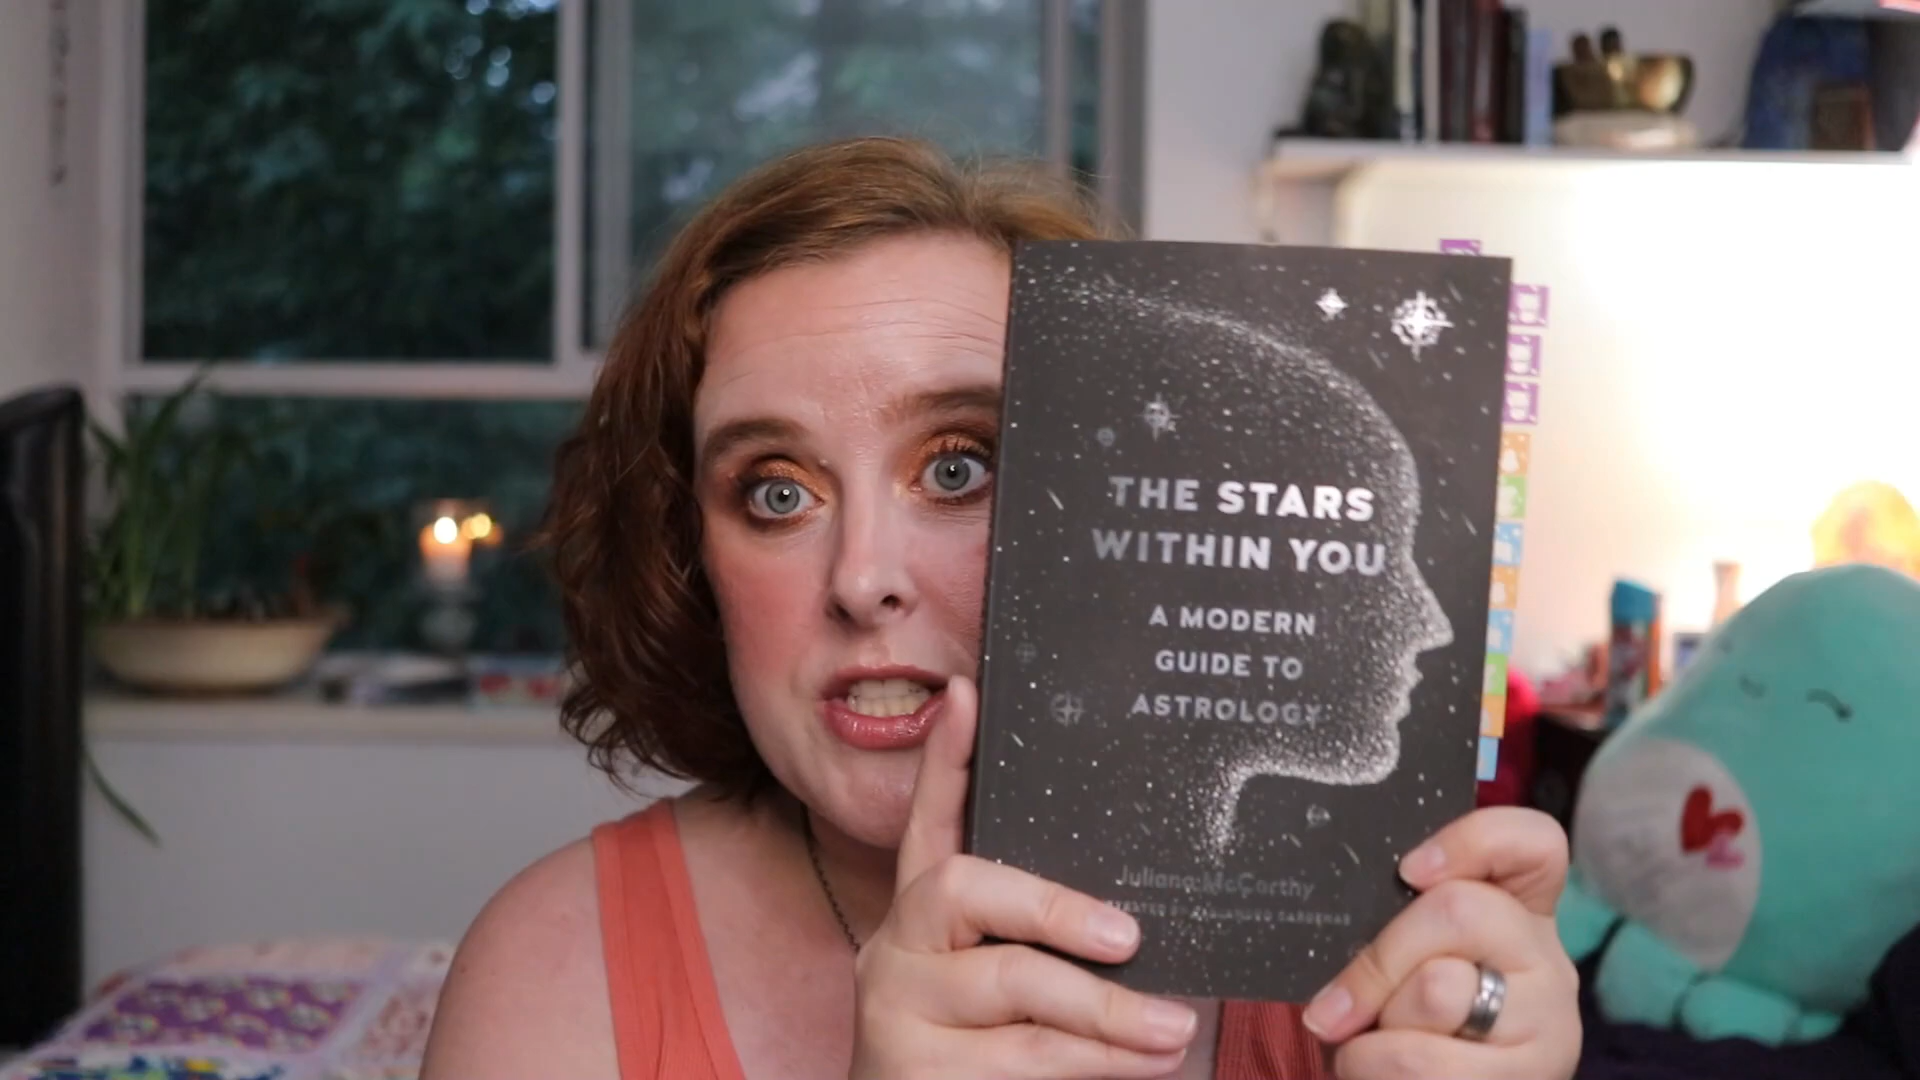 THE STARS
WITHIN YOU
A MODERN
GUIDE TO
ASTROLOGY
Juliana McCarthy